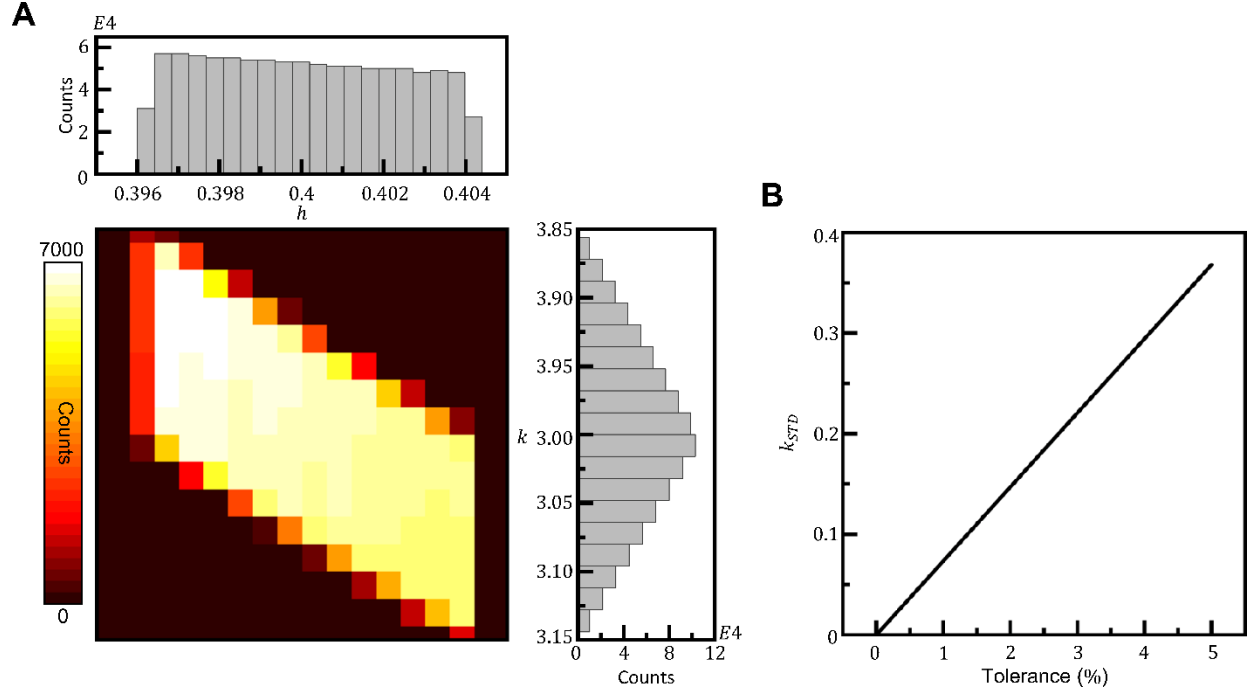 A
E4
6
4
2
0
Counts
0.396 0.398 0.4 0.402 0.404
h
7000
Counts
0
3.85
3.90
3.95
k 3.00
3.05
3.10
3.15
0 4 8 12 E4
Counts
B
0.4
0.3
0.2
0.1
0
k_STD
0 1 2 3 4 5
Tolerance (%)